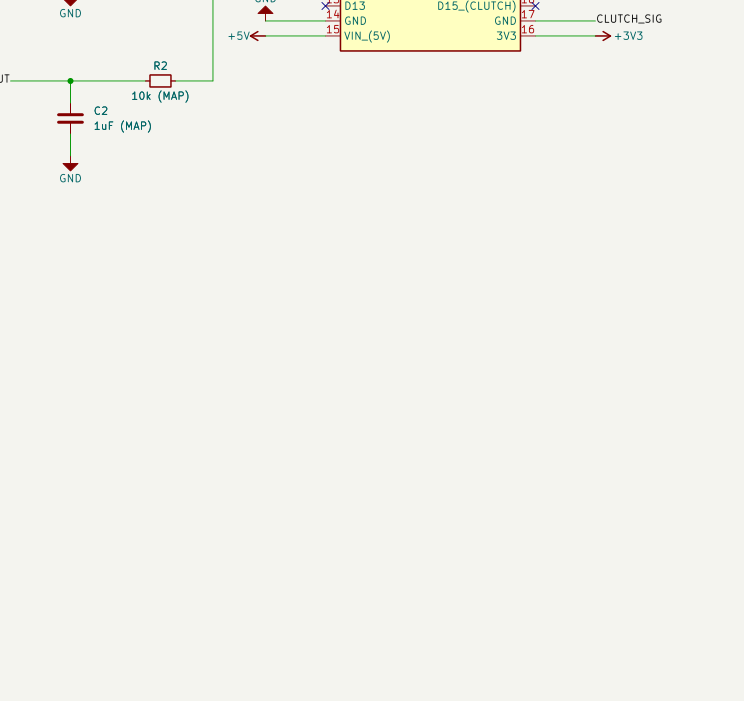 GND
D13
D15_(CLUTCH)
14
GND
GND
17
CLUTCH_SIG
+5V
15
VIN_(5V)
3V3
16
+3V3
R2
10k (MAP)
C2
1uF (MAP)
GND